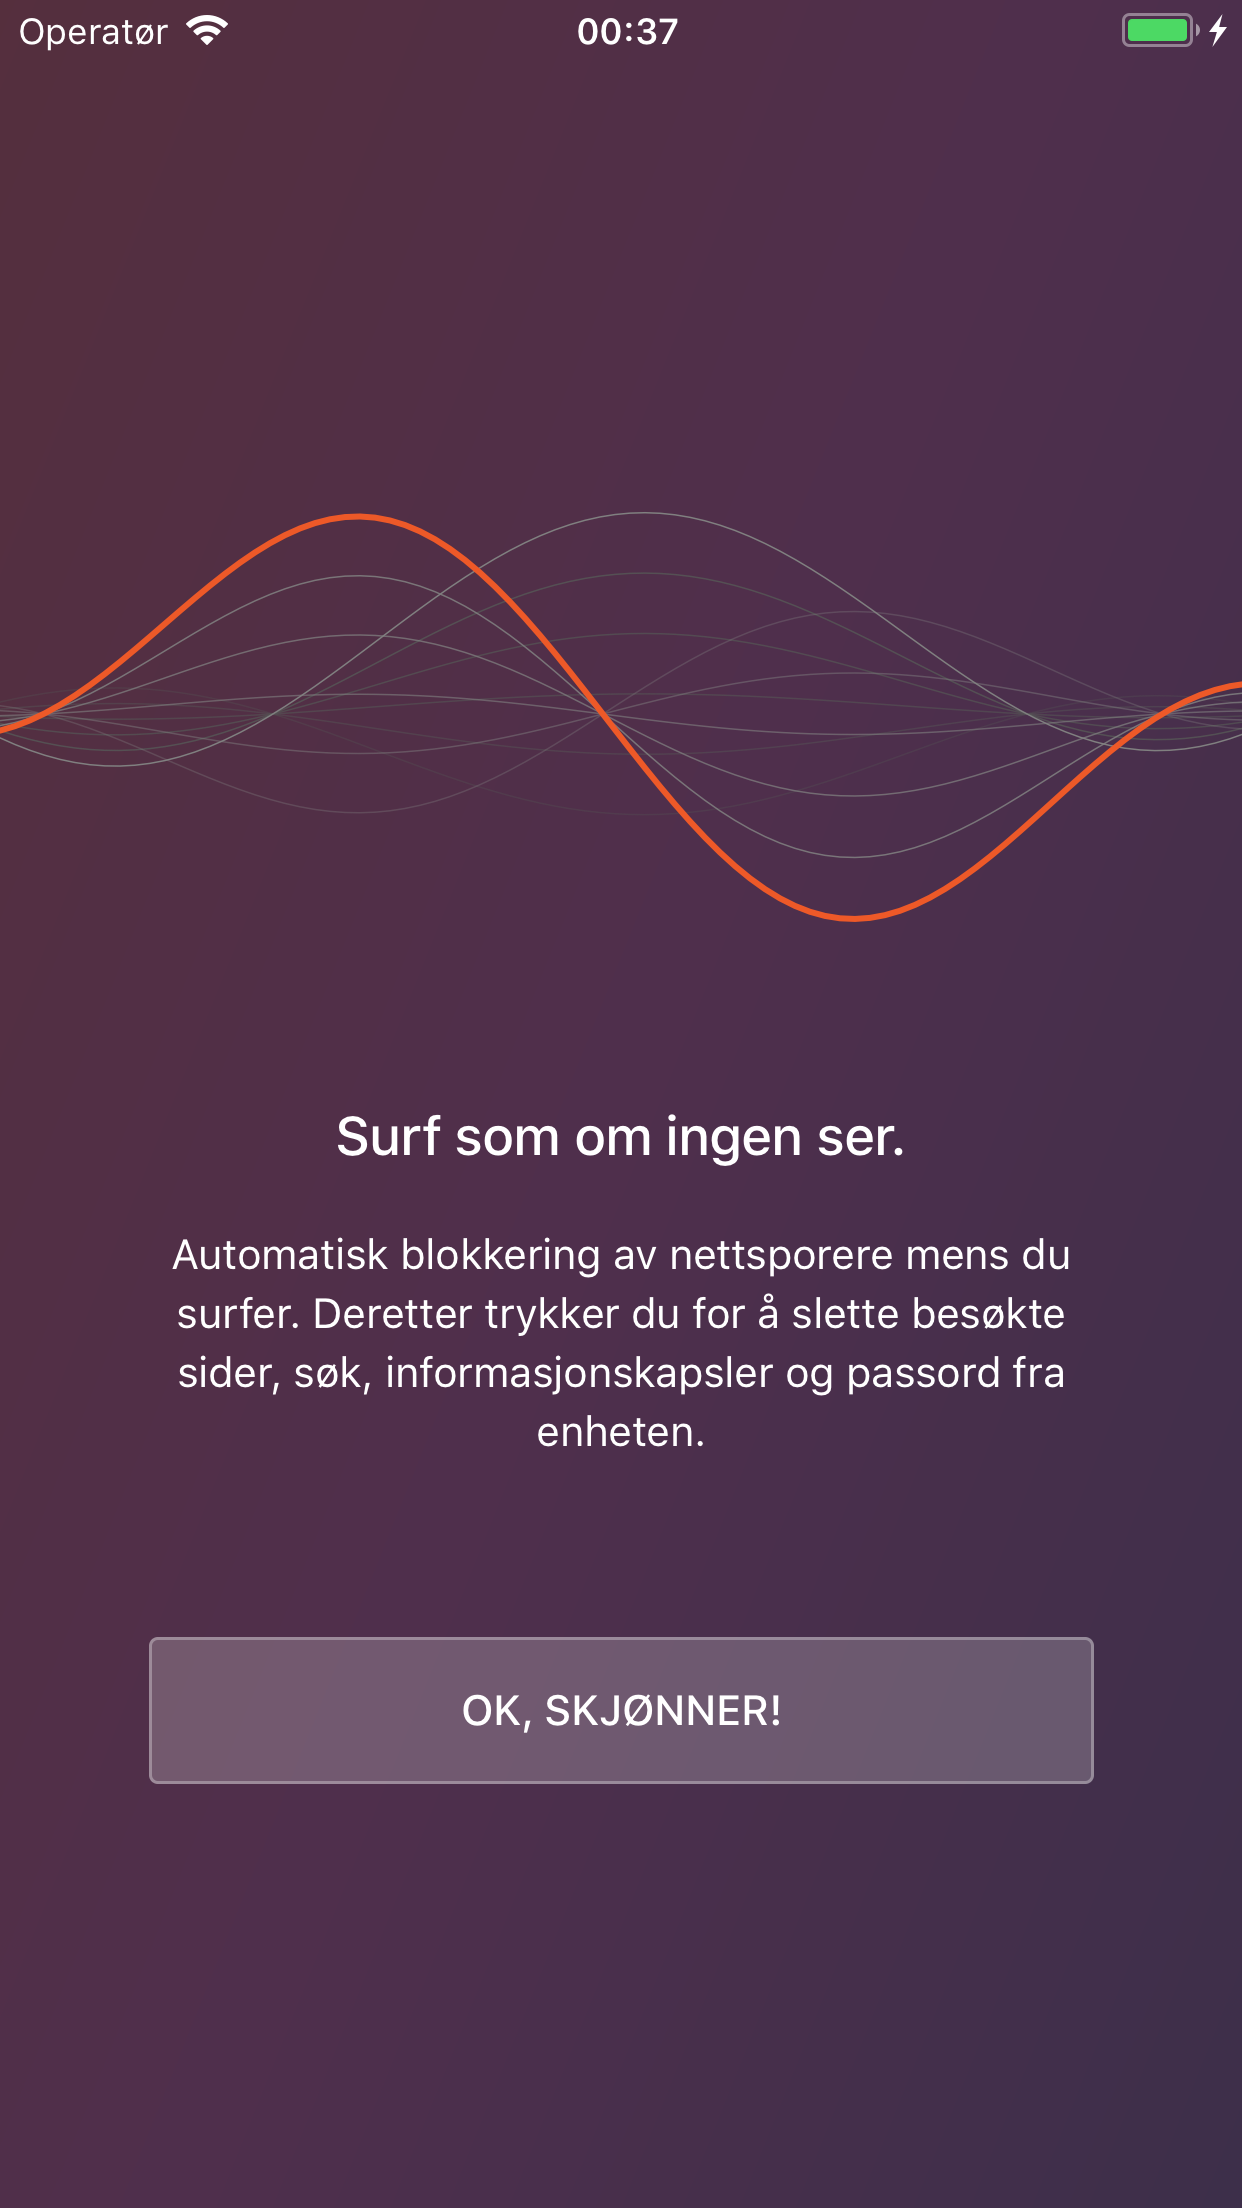 Operatør
00:37
Surf som om ingen ser.
Automatisk blokkering av nettsporere mens du
surfer. Deretter trykker du for å slette besøkte
sider, søk, informasjonskapsler og passord fra
enheten.
OK, SKJØNNER!